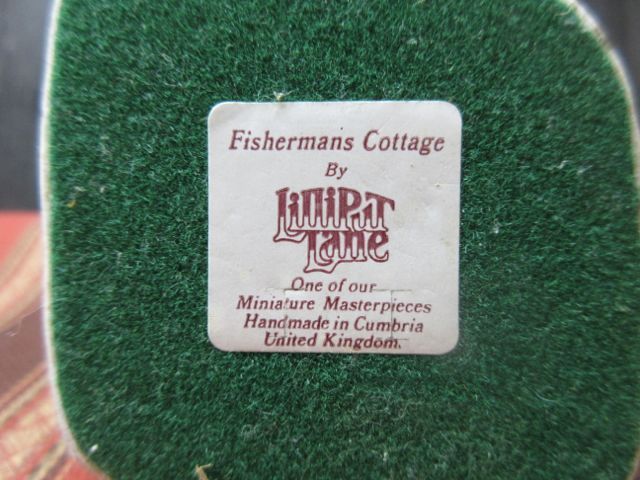 Fishermans Cottage
By
LilliPuT
Lane
One of our
Miniature Masterpieces
Handmade in Cumbria
United Kingdom.